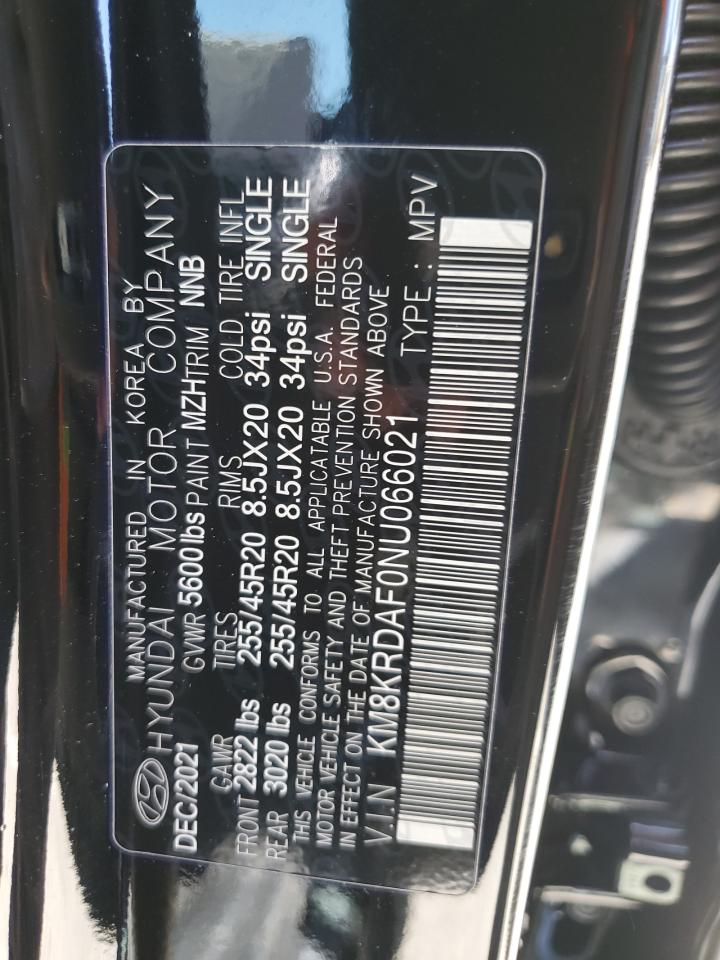 MANUFACTURED IN KOREA BY
HYUNDAI MOTOR COMPANY
DEC/2021 GVWR 5600 lbs PAINT MZH TRIM NNB
GAWR TIRES RIMS COLD TIRE INFL
FRONT 2822 lbs 255/45R20 8.5JX20 34psi SINGLE
REAR 3020 lbs 255/45R20 8.5JX20 34psi SINGLE
THIS VEHICLE CONFORMS TO ALL APPLICABLE U.S.A. FEDERAL
MOTOR VEHICLE SAFETY AND THEFT PREVENTION STANDARDS
IN EFFECT ON THE DATE OF MANUFACTURE SHOWN ABOVE
V.I.N KM8KRDAF0NU066021 TYPE : MPV